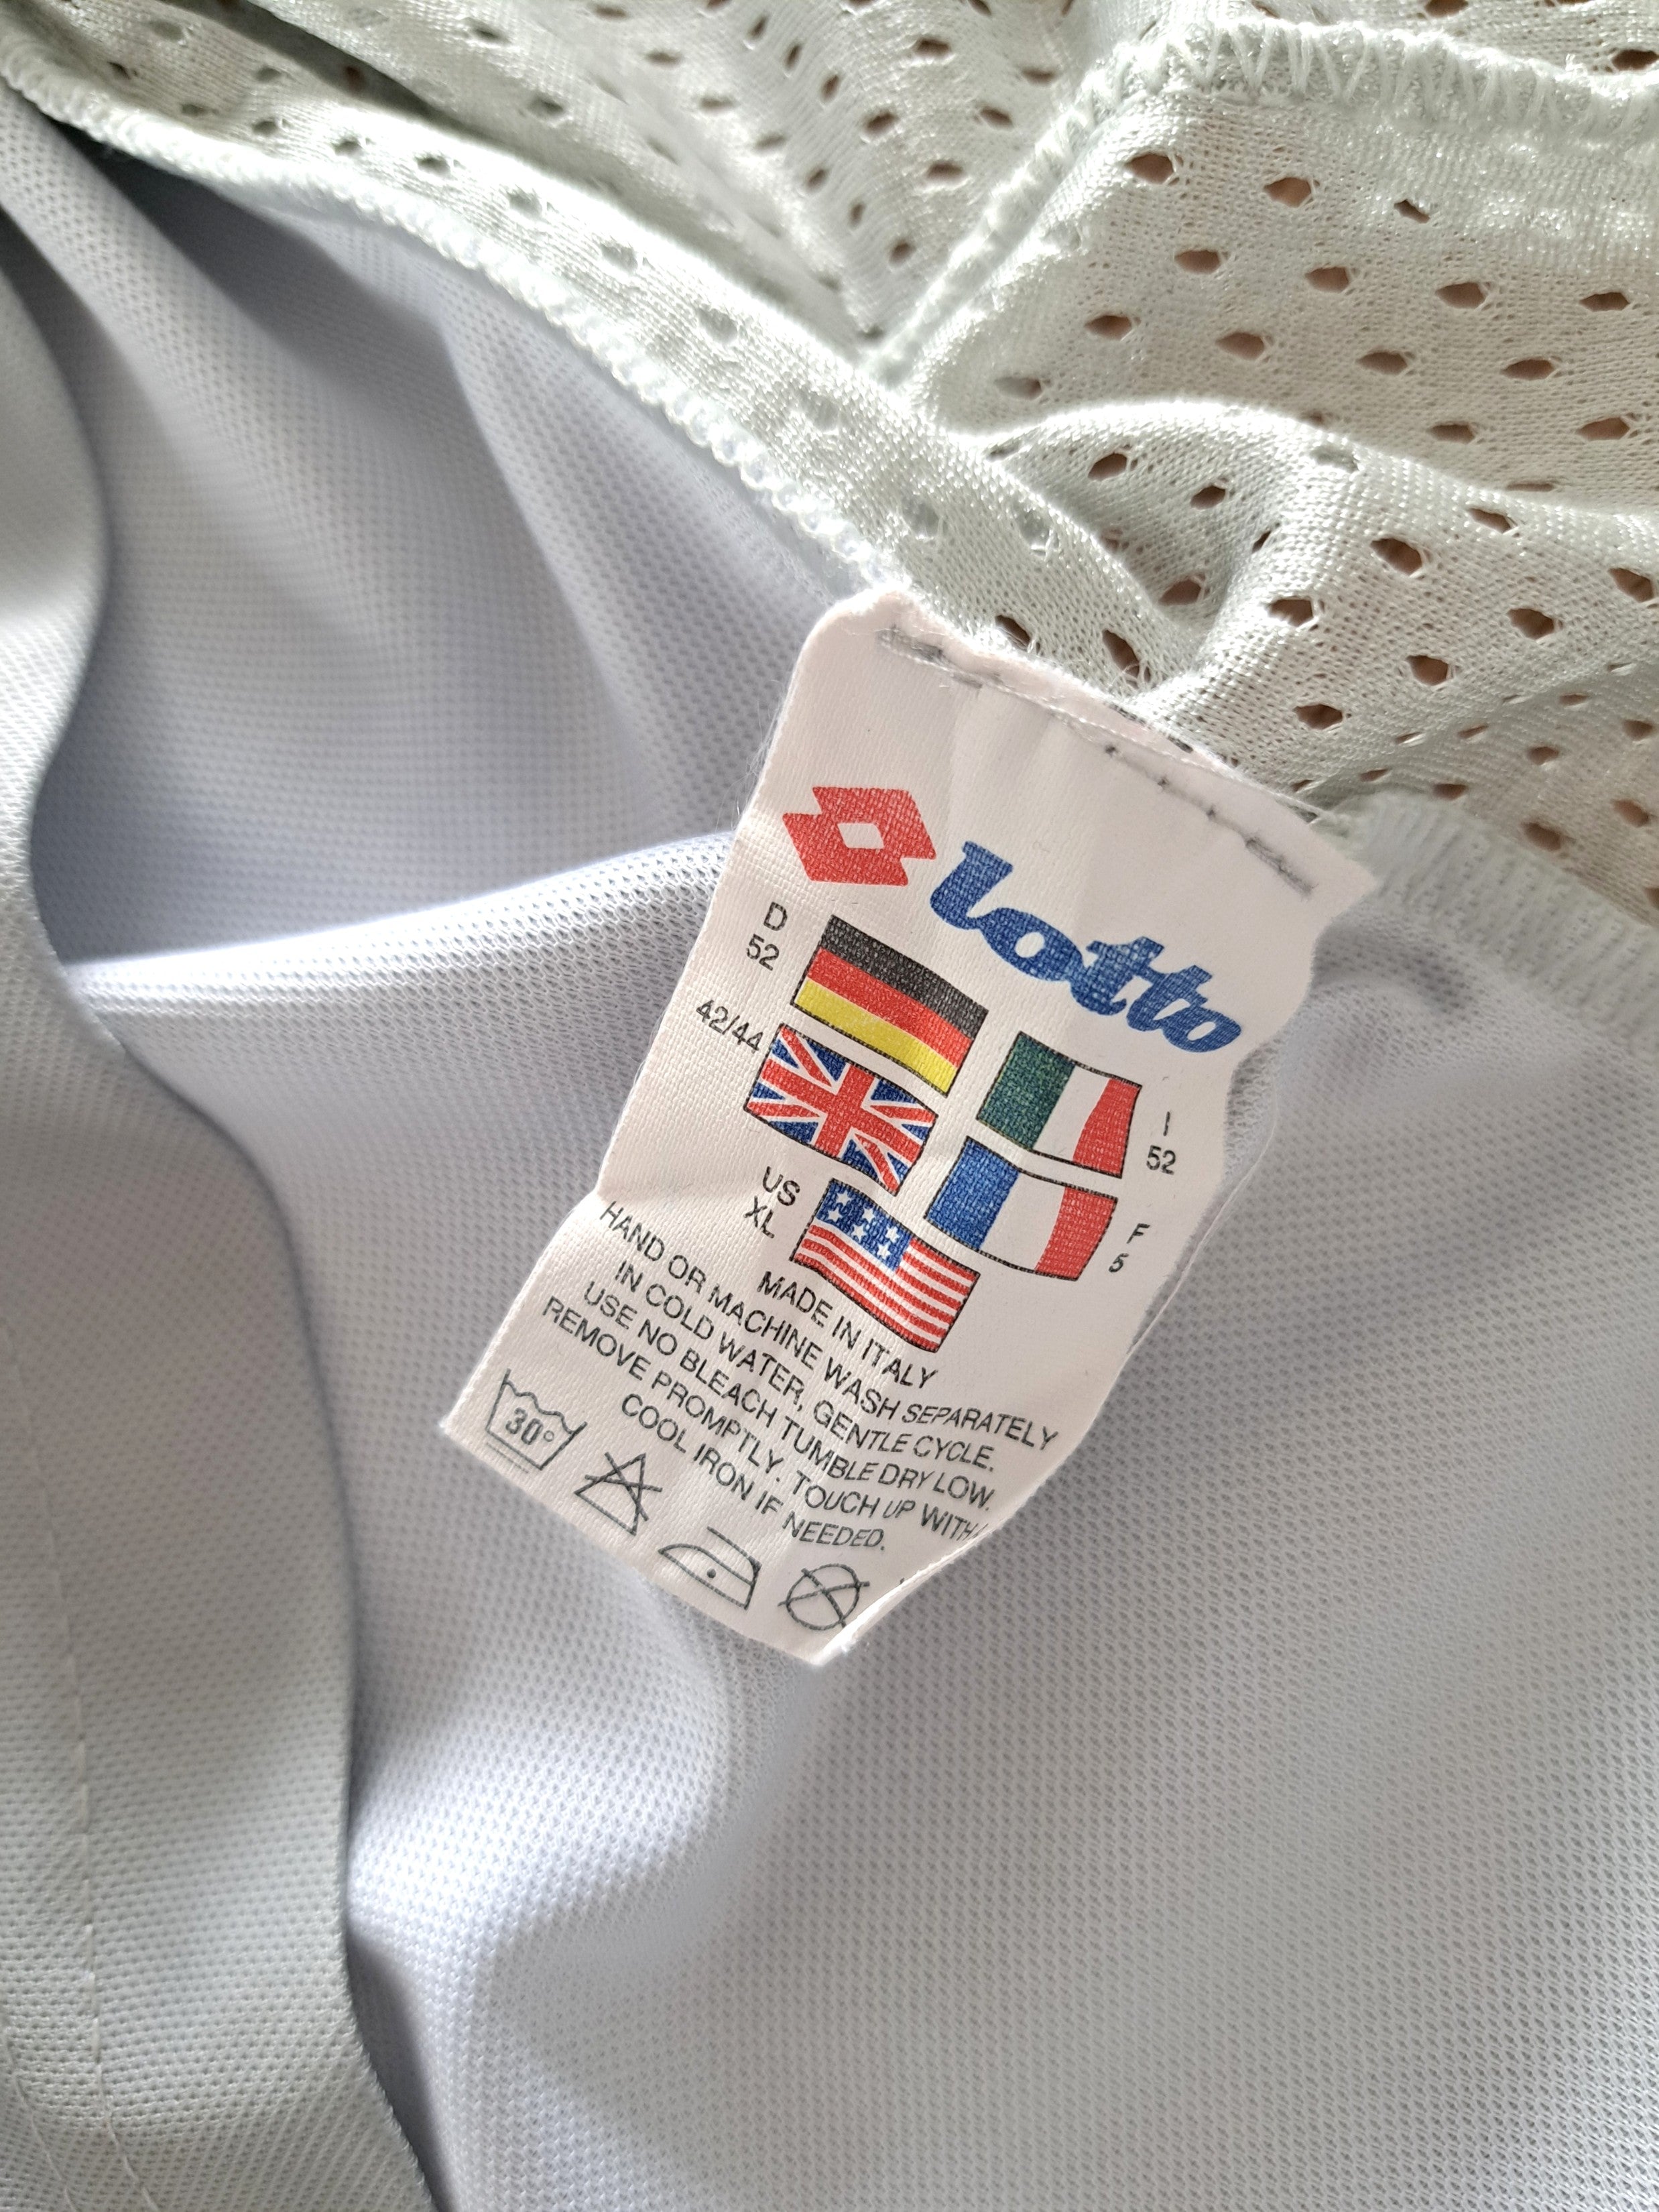 lotto
D
52
42/44
I
52
US
XL
F
5
MADE IN ITALY
HAND OR MACHINE WASH SEPARATELY
IN COLD WATER, GENTLE CYCLE.
USE NO BLEACH TUMBLE DRY LOW.
REMOVE PROMPTLY. TOUCH UP WITH
COOL IRON IF NEEDED.
30°